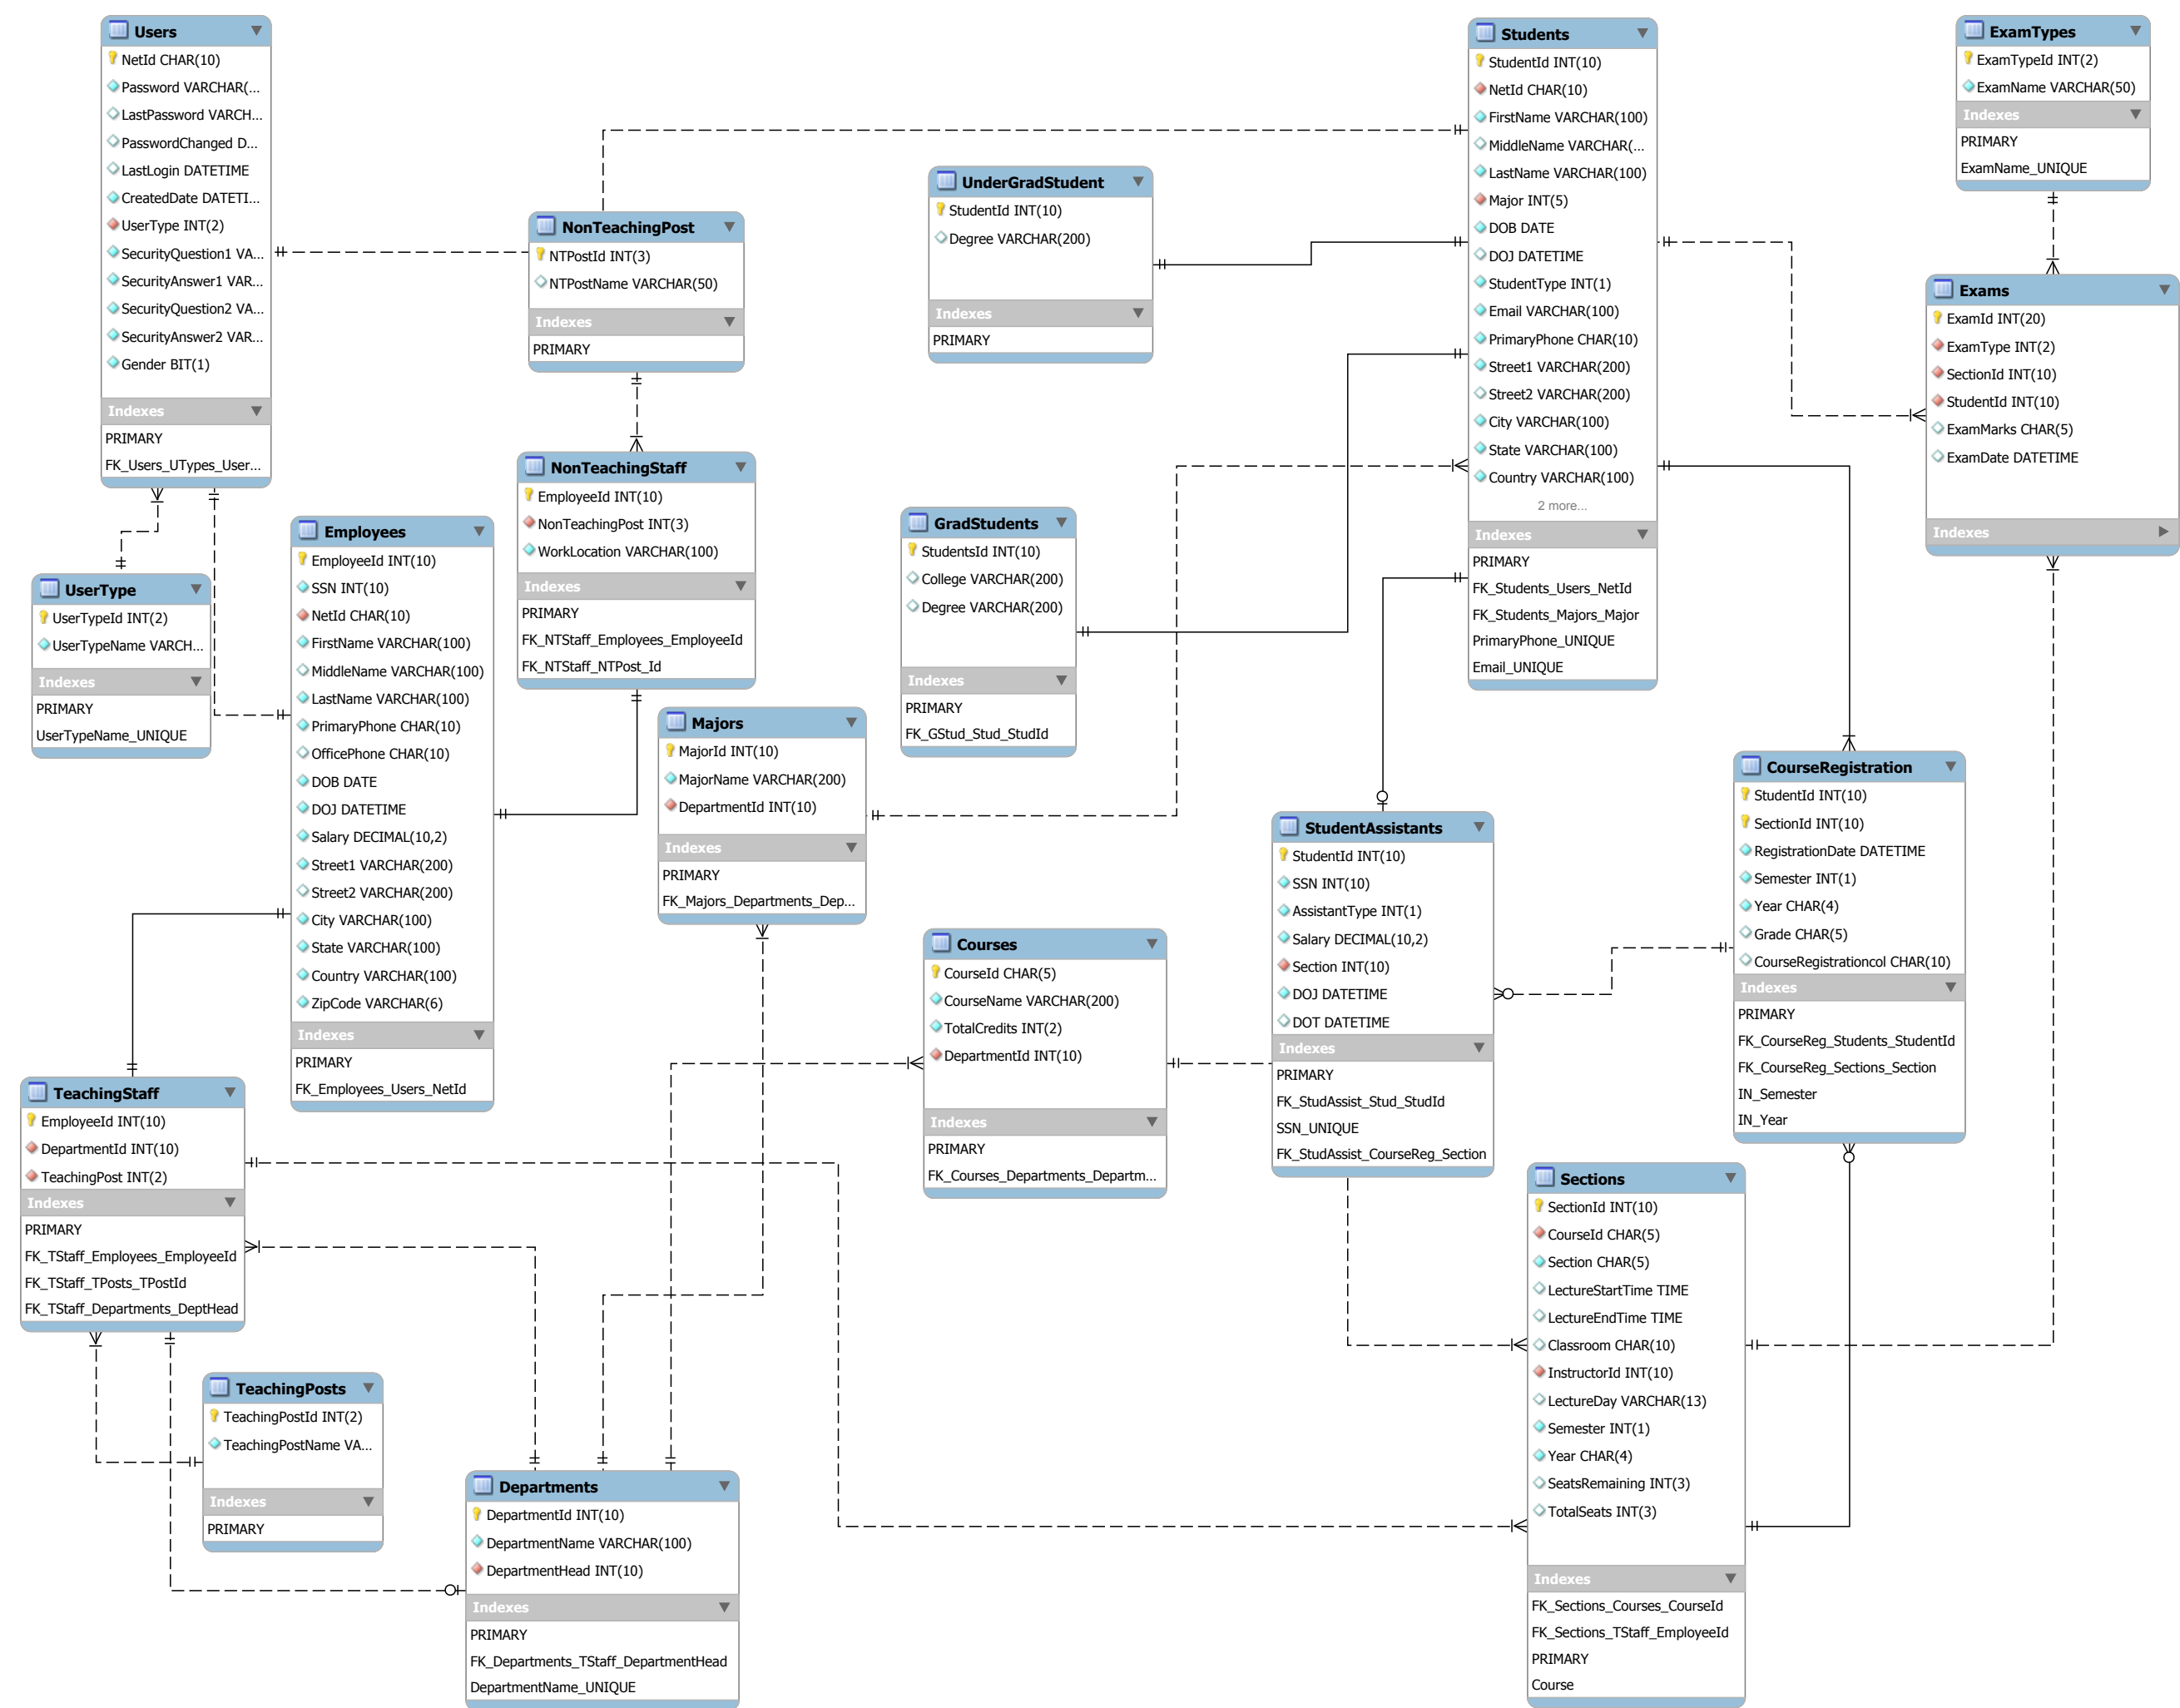 Users
NetId CHAR(10)
Password VARCHAR(...
LastPassword VARCH...
PasswordChanged D...
LastLogin DATETIME
CreatedDate DATETI...
UserType INT(2)
SecurityQuestion1 VA...
SecurityAnswer1 VAR...
SecurityQuestion2 VA...
SecurityAnswer2 VAR...
Gender BIT(1)
Indexes
PRIMARY
FK_Users_UTypes_User...
UserType
UserTypeId INT(2)
UserTypeName VARCH...
Indexes
PRIMARY
UserTypeName_UNIQUE
Employees
EmployeeId INT(10)
SSN INT(10)
NetId CHAR(10)
FirstName VARCHAR(100)
MiddleName VARCHAR(100)
LastName VARCHAR(100)
PrimaryPhone CHAR(10)
OfficePhone CHAR(10)
DOB DATE
DOJ DATETIME
Salary DECIMAL(10,2)
Street1 VARCHAR(200)
Street2 VARCHAR(200)
City VARCHAR(100)
State VARCHAR(100)
Country VARCHAR(100)
ZipCode VARCHAR(6)
Indexes
PRIMARY
FK_Employees_Users_NetId
NonTeachingPost
NTPostId INT(3)
NTPostName VARCHAR(50)
Indexes
PRIMARY
NonTeachingStaff
EmployeeId INT(10)
NonTeachingPost INT(3)
WorkLocation VARCHAR(100)
Indexes
PRIMARY
FK_NTStaff_Employees_EmployeeId
FK_NTStaff_NTPost_Id
UnderGradStudent
StudentId INT(10)
Degree VARCHAR(200)
Indexes
PRIMARY
GradStudents
StudentsId INT(10)
College VARCHAR(200)
Degree VARCHAR(200)
Indexes
PRIMARY
FK_GStud_Stud_StudId
Students
StudentId INT(10)
NetId CHAR(10)
FirstName VARCHAR(100)
MiddleName VARCHAR(...
LastName VARCHAR(100)
Major INT(5)
DOB DATE
DOJ DATETIME
StudentType INT(1)
Email VARCHAR(100)
PrimaryPhone CHAR(10)
Street1 VARCHAR(200)
Street2 VARCHAR(200)
City VARCHAR(100)
State VARCHAR(100)
Country VARCHAR(100)
2 more...
Indexes
PRIMARY
FK_Students_Users_NetId
FK_Students_Majors_Major
PrimaryPhone_UNIQUE
Email_UNIQUE
ExamTypes
ExamTypeId INT(2)
ExamName VARCHAR(50)
Indexes
PRIMARY
ExamName_UNIQUE
Exams
ExamId INT(20)
ExamType INT(2)
SectionId INT(10)
StudentId INT(10)
ExamMarks CHAR(5)
ExamDate DATETIME
Indexes
Majors
MajorId INT(10)
MajorName VARCHAR(200)
DepartmentId INT(10)
Indexes
PRIMARY
FK_Majors_Departments_Dep...
CourseRegistration
StudentId INT(10)
SectionId INT(10)
RegistrationDate DATETIME
Semester INT(1)
Year CHAR(4)
Grade CHAR(5)
CourseRegistrationcol CHAR(10)
Indexes
PRIMARY
FK_CourseReg_Students_StudentId
FK_CourseReg_Sections_Section
IN_Semester
IN_Year
StudentAssistants
StudentId INT(10)
SSN INT(10)
AssistantType INT(1)
Salary DECIMAL(10,2)
Section INT(10)
DOJ DATETIME
DOT DATETIME
Indexes
PRIMARY
FK_StudAssist_Stud_StudId
SSN_UNIQUE
FK_StudAssist_CourseReg_Section
Courses
CourseId CHAR(5)
CourseName VARCHAR(200)
TotalCredits INT(2)
DepartmentId INT(10)
Indexes
PRIMARY
FK_Courses_Departments_Departm...
TeachingStaff
EmployeeId INT(10)
DepartmentId INT(10)
TeachingPost INT(2)
Indexes
PRIMARY
FK_TStaff_Employees_EmployeeId
FK_TStaff_TPosts_TPostId
FK_TStaff_Departments_DeptHead
TeachingPosts
TeachingPostId INT(2)
TeachingPostName VA...
Indexes
PRIMARY
Departments
DepartmentId INT(10)
DepartmentName VARCHAR(100)
DepartmentHead INT(10)
Indexes
PRIMARY
FK_Departments_TStaff_DepartmentHead
DepartmentName_UNIQUE
Sections
SectionId INT(10)
CourseId CHAR(5)
Section CHAR(5)
LectureStartTime TIME
LectureEndTime TIME
Classroom CHAR(10)
InstructorId INT(10)
LectureDay VARCHAR(13)
Semester INT(1)
Year CHAR(4)
SeatsRemaining INT(3)
TotalSeats INT(3)
Indexes
FK_Sections_Courses_CourseId
FK_Sections_TStaff_EmployeeId
PRIMARY
Course